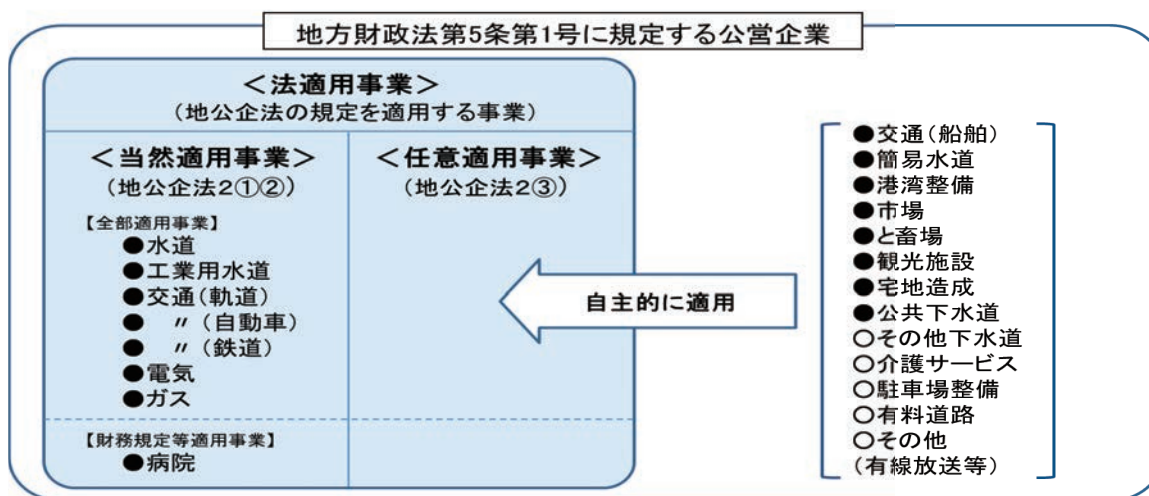 地方財政法第5条第1号に規定する公営企業
＜法適用事業＞
（地公企法の規定を適用する事業）
＜当然適用事業＞
（地公企法2①②）
【全部適用事業】
●水道
●工業用水道
●交通（軌道）
●　〃（自動車）
●　〃（鉄道）
●電気
●ガス
【財務規定等適用事業】
●病院
＜任意適用事業＞
（地公企法2③）
自主的に適用
●交通（船舶）
●簡易水道
●港湾整備
●市場
●と畜場
●観光施設
●宅地造成
●公共下水道
○その他下水道
○介護サービス
○駐車場整備
○有料道路
○その他
（有線放送等）